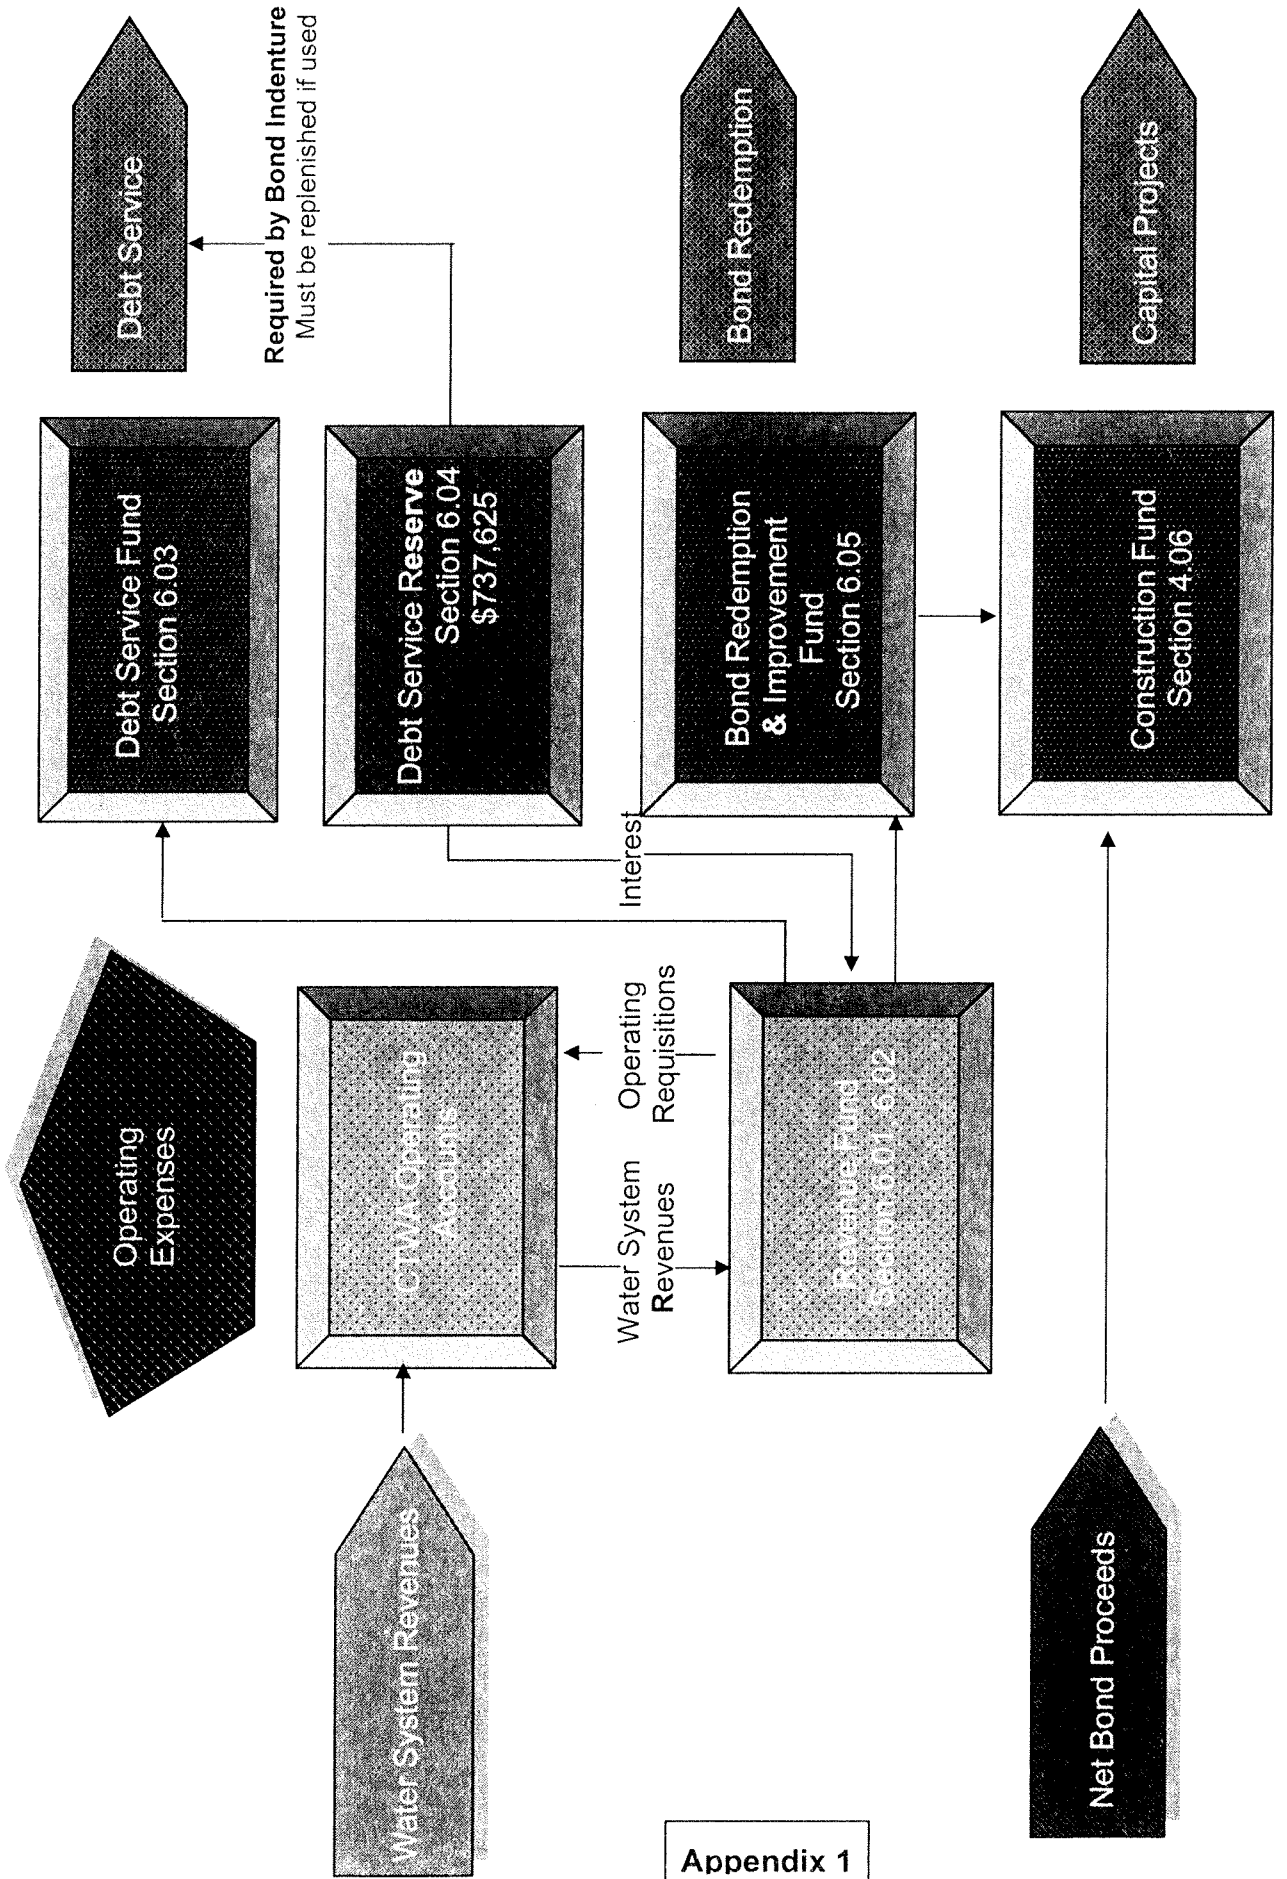 Operating
Expenses
Debt Service Fund
Section 6.03
Debt Service
Water System Revenues
CTWA Operating
Accounts
Debt Service Reserve
Section 6.04
$737,625
Required by Bond Indenture
Must be replenished if used
Water System
Revenues
Operating
Requisitions
Interest
Revenue Fund
Section 6.01, 6.02
Bond Redemption
& Improvement
Fund
Section 6.05
Bond Redemption
Net Bond Proceeds
Construction Fund
Section 4.06
Capital Projects
Appendix 1